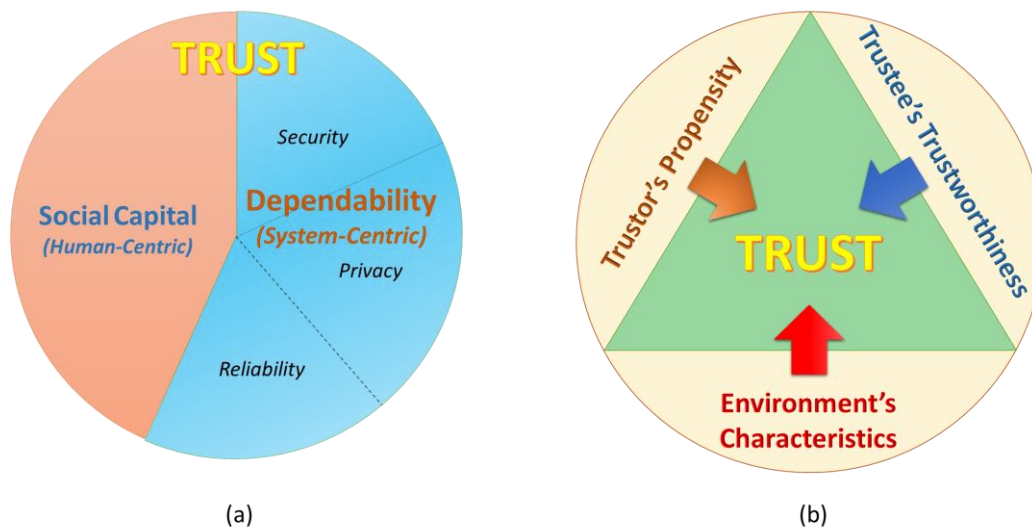 TRUST
Security
Social Capital
(Human-Centric)
Dependability
(System-Centric)
Privacy
Reliability
(a)
Trustor's Propensity
Trustee's Trustworthiness
TRUST
Environment's
Characteristics
(b)